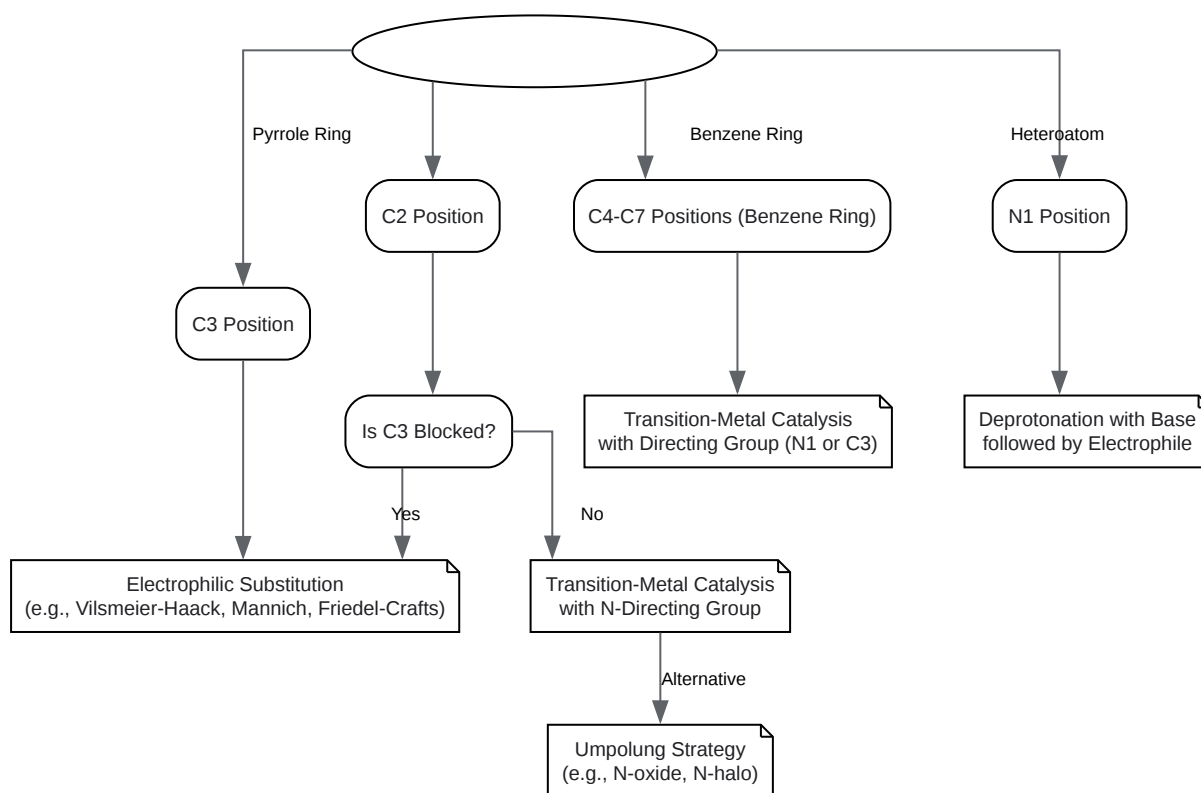 Pyrrole Ring
Benzene Ring
Heteroatom
C2 Position
C4-C7 Positions (Benzene Ring)
N1 Position
C3 Position
Is C3 Blocked?
Transition-Metal Catalysis
with Directing Group (N1 or C3)
Deprotonation with Base
followed by Electrophile
Yes
No
Electrophilic Substitution
(e.g., Vilsmeier-Haack, Mannich, Friedel-Crafts)
Transition-Metal Catalysis
with N-Directing Group
Alternative
Umpolung Strategy
(e.g., N-oxide, N-halo)